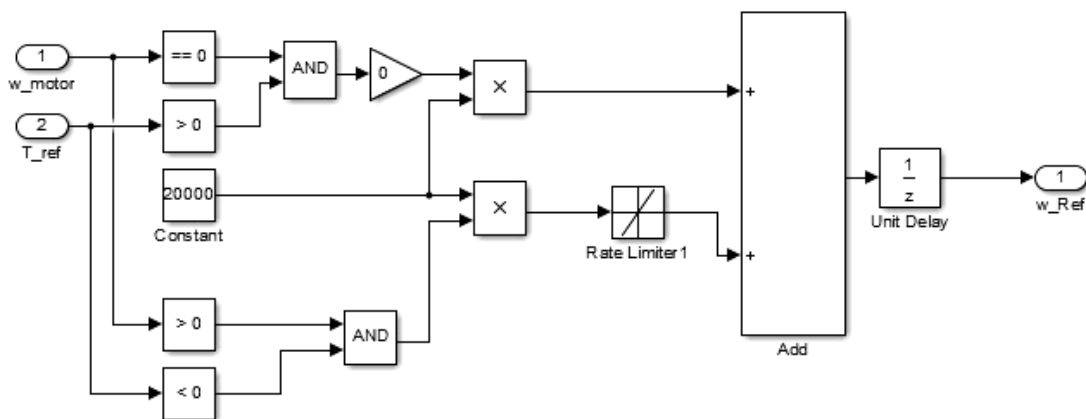 1
w_motor
== 0
AND
0
×
+
2
T_ref
> 0
20000
Constant
×
Rate Limiter1
+
1
z
Unit Delay
1
w_Ref
> 0
AND
< 0
Add